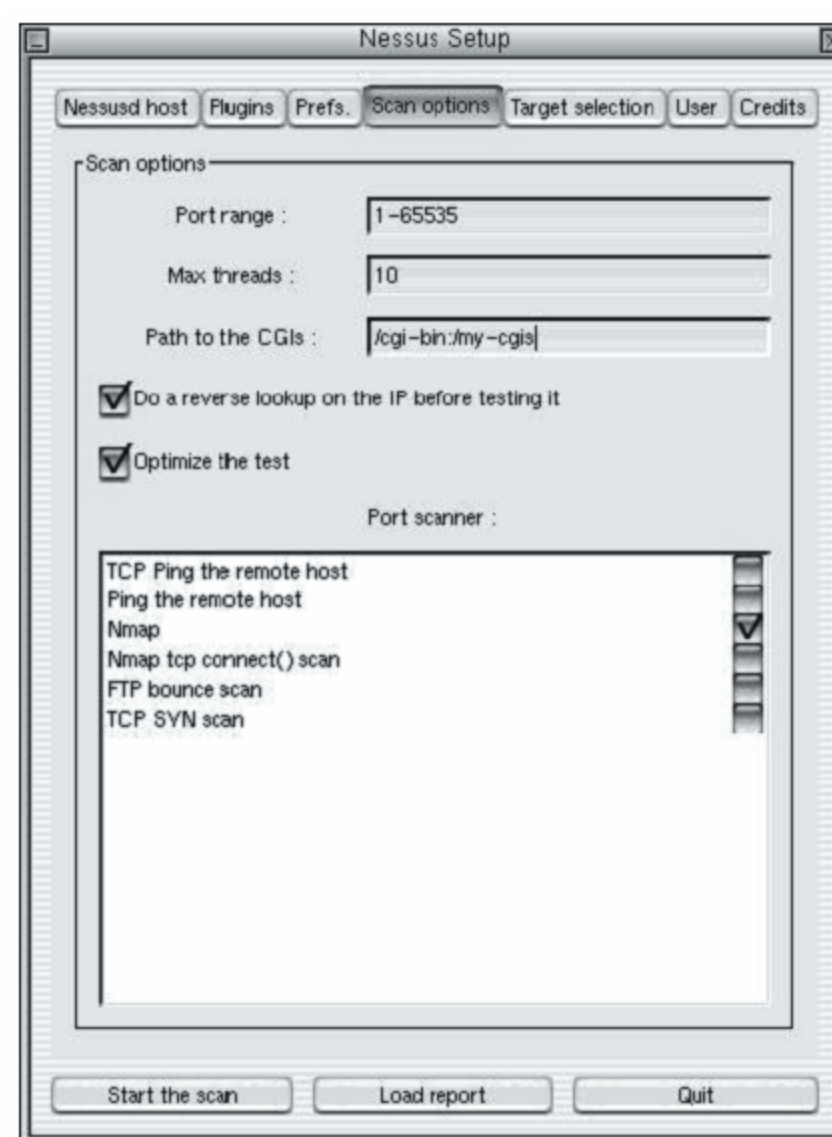 Nessus Setup
Nessusd host Plugins Prefs. Scan options Target selection User Credits
Scan options
Port range : 1-65535
Max threads : 10
Path to the CGIs : /cgi-bin:/my-cgis
Do a reverse lookup on the IP before testing it
Optimize the test
Port scanner :
TCP Ping the remote host
Ping the remote host
Nmap
Nmap tcp connect() scan
FTP bounce scan
TCP SYN scan
Start the scan Load report Quit